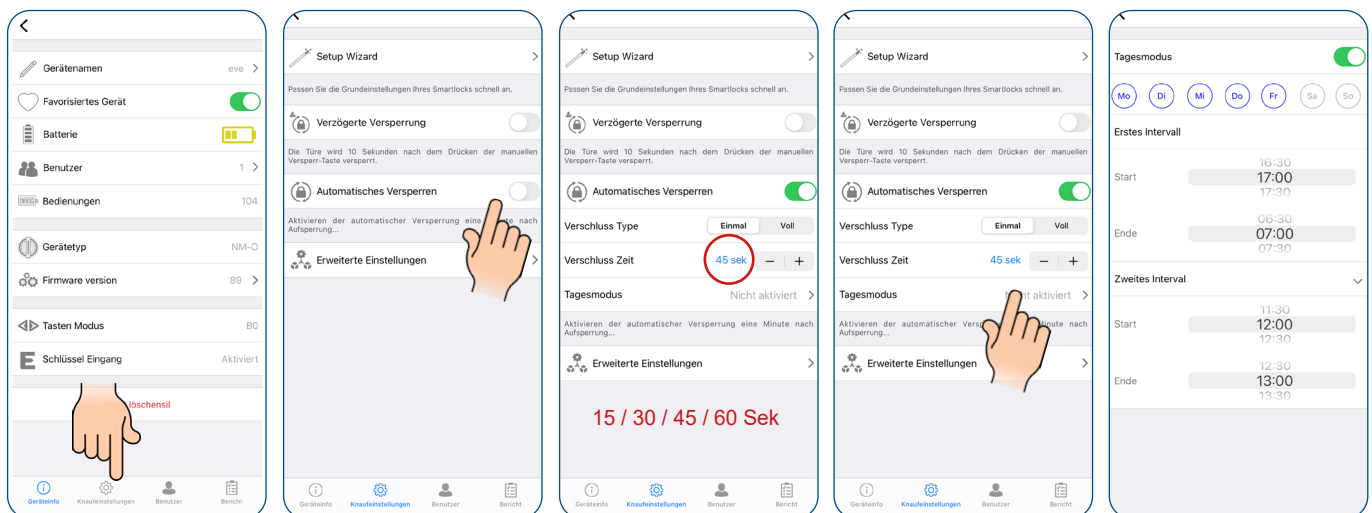 Gerätenamen eve
Favorisiertes Gerät
Batterie
Benutzer 1
Bedienungen 104
Gerätetyp NM-O
Firmware version 89
Tasten Modus B0
E Schlüssel Eingang Aktiviert
löschensil
Geräteinfo Knaufeinstellungen Benutzer Bericht
Setup Wizard
Passen Sie die Grundeinstellungen Ihres Smartlocks schnell an.
Verzögerte Versperrung
Die Türe wird 10 Sekunden nach dem Drücken der manuellen
Versperr-Taste versperrt.
Automatisches Versperren
Aktivieren der automatischer Versperrung eine nach
Aufsperrung...
Erweiterte Einstellungen
Geräteinfo Knaufeinstellungen Benutzer Bericht
Setup Wizard
Passen Sie die Grundeinstellungen Ihres Smartlocks schnell an.
Verzögerte Versperrung
Die Türe wird 10 Sekunden nach dem Drücken der manuellen
Versperr-Taste versperrt.
Automatisches Versperren
Verschluss Type Einmal Voll
Verschluss Zeit 45 sek − +
Tagesmodus Nicht aktiviert
Aktivieren der automatischer Versperrung eine Minute nach
Aufsperrung...
Erweiterte Einstellungen
15 / 30 / 45 / 60 Sek
Geräteinfo Knaufeinstellungen Benutzer Bericht
Setup Wizard
Passen Sie die Grundeinstellungen Ihres Smartlocks schnell an.
Verzögerte Versperrung
Die Türe wird 10 Sekunden nach dem Drücken der manuellen
Versperr-Taste versperrt.
Automatisches Versperren
Verschluss Type Einmal Voll
Verschluss Zeit 45 sek − +
Tagesmodus aktiviert
Aktivieren der automatischer nach
Aufsperrung...
Erweiterte Einstellungen
Geräteinfo Knaufeinstellungen Benutzer Bericht
Tagesmodus
Mo Di Mi Do Fr Sa So
Erstes Intervall
16:30
Start 17:00
17:30
06:30
Ende 07:00
07:30
Zweites Interval
11:30
Start 12:00
12:30
12:30
Ende 13:00
13:30